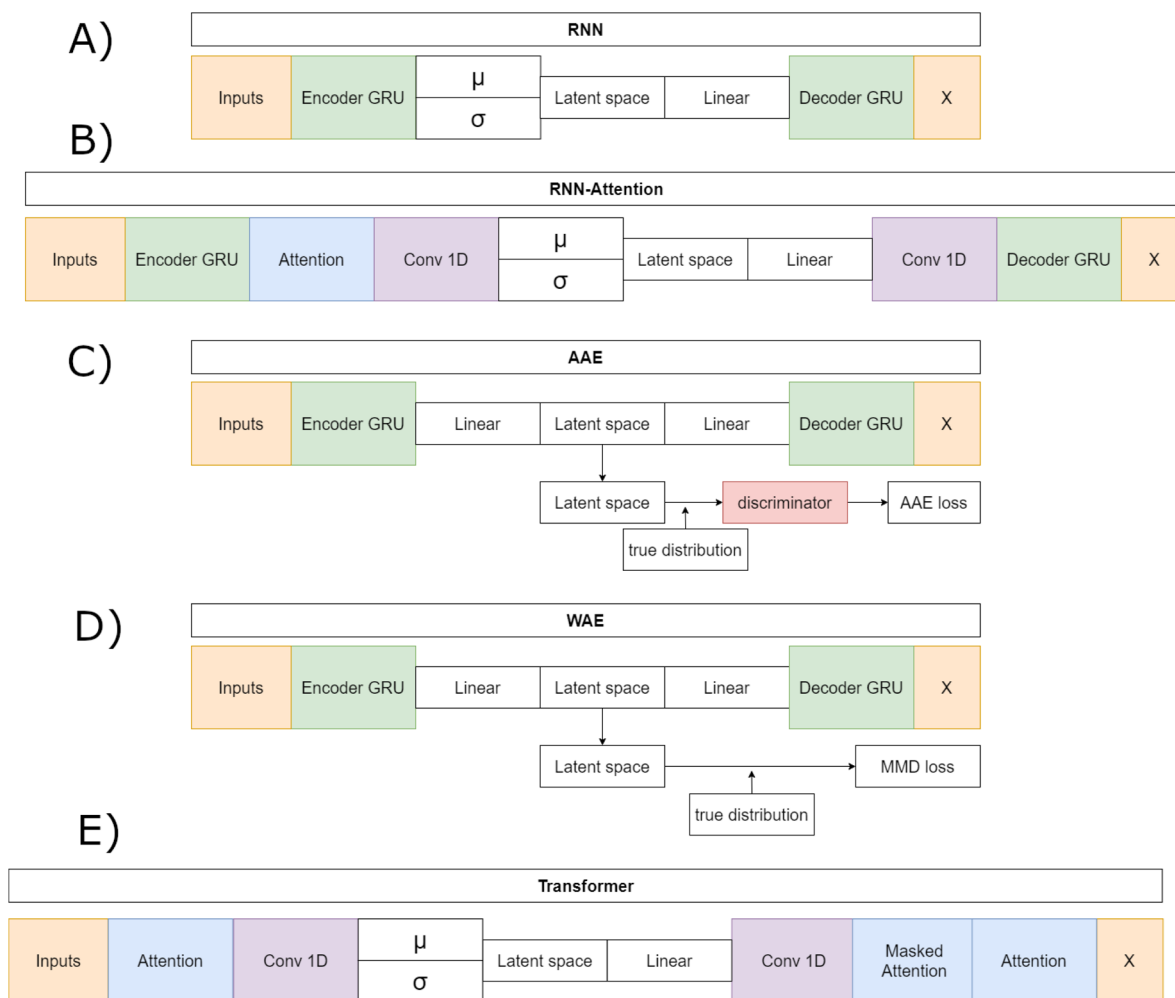 A)
RNN
Inputs Encoder GRU μ σ Latent space Linear Decoder GRU X
B)
RNN-Attention
Inputs Encoder GRU Attention Conv 1D μ σ Latent space Linear Conv 1D Decoder GRU X
C)
AAE
Inputs Encoder GRU Linear Latent space Linear Decoder GRU X
Latent space discriminator AAE loss
true distribution
D)
WAE
Inputs Encoder GRU Linear Latent space Linear Decoder GRU X
Latent space MMD loss
true distribution
E)
Transformer
Inputs Attention Conv 1D μ σ Latent space Linear Conv 1D Masked Attention Attention X